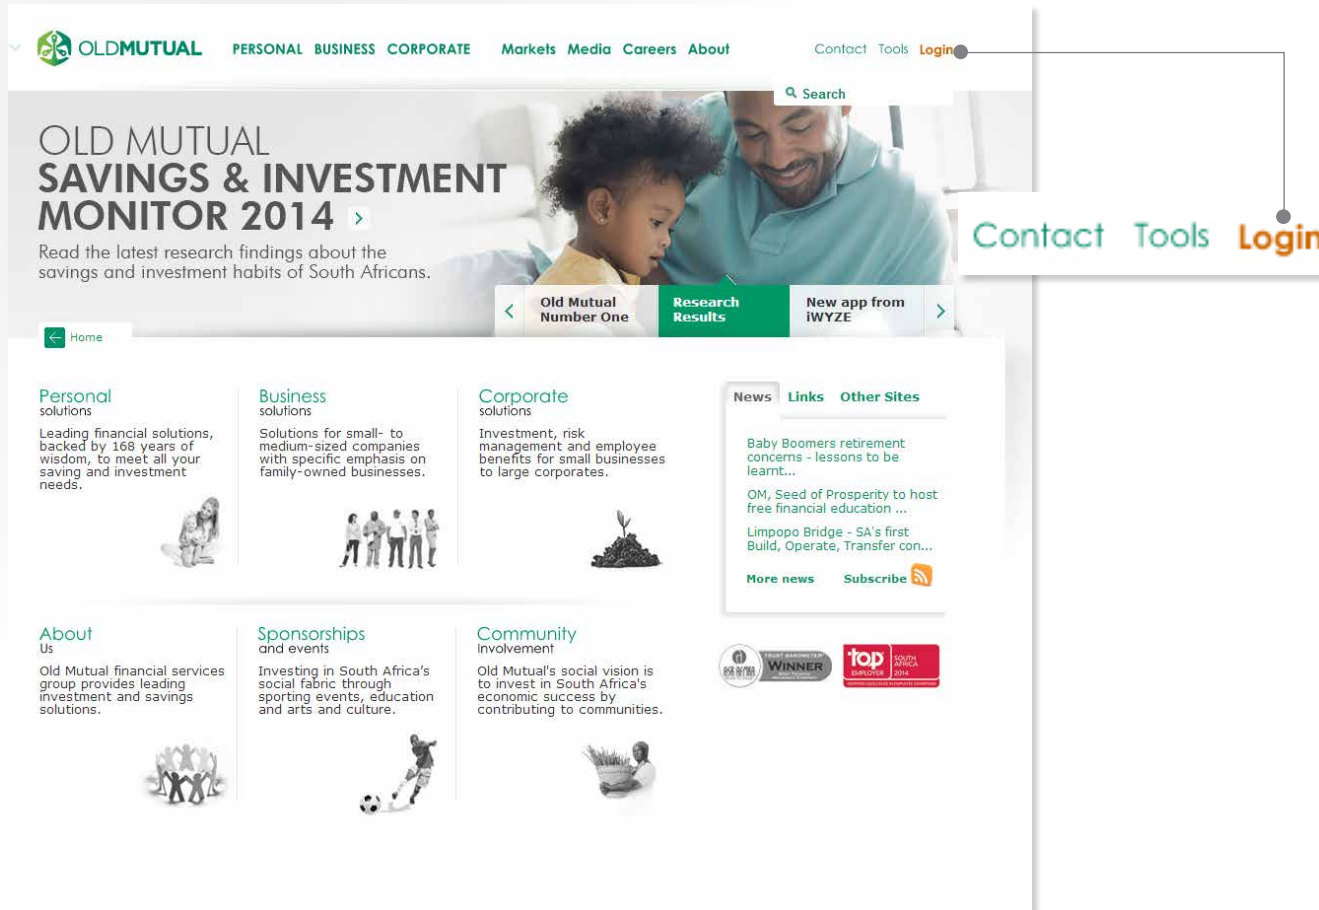 OLDMUTUAL
PERSONAL BUSINESS CORPORATE Markets Media Careers About
Contact Tools Login
Search
OLD MUTUAL
SAVINGS & INVESTMENT
MONITOR 2014
Read the latest research findings about the
savings and investment habits of South Africans.
Contact Tools Login
Old Mutual
Number One
Research
Results
New app from
iWYZE
Home
Personal
solutions
Leading financial solutions,
backed by 168 years of
wisdom, to meet all your
saving and investment
needs.
Business
solutions
Solutions for small- to
medium-sized companies
with specific emphasis on
family-owned businesses.
Corporate
solutions
Investment, risk
management and employee
benefits for small businesses
to large corporates.
News Links Other Sites
Baby Boomers retirement
concerns - lessons to be
learnt...
OM, Seed of Prosperity to host
free financial education ...
Limpopo Bridge - SA's first
Build, Operate, Transfer con...
More news Subscribe
About
Us
Old Mutual financial services
group provides leading
investment and savings
solutions.
Sponsorships
and events
Investing in South Africa's
social fabric through
sporting events, education
and arts and culture.
Community
Involvement
Old Mutual's social vision is
to invest in South Africa's
economic success by
contributing to communities.
TRUST BAROMETER
WINNER
top
EMPLOYER
SOUTH
AFRICA
2014